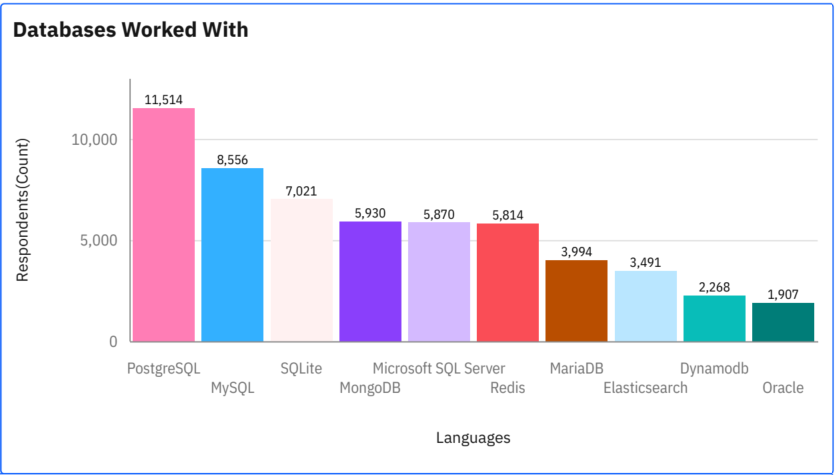 Databases Worked With
Respondents(Count)
11,514
8,556
7,021
5,930
5,870
5,814
3,994
3,491
2,268
1,907
10,000
5,000
0
PostgreSQL
MySQL
SQLite
MongoDB
Microsoft SQL Server
Redis
MariaDB
Elasticsearch
Dynamodb
Oracle
Languages